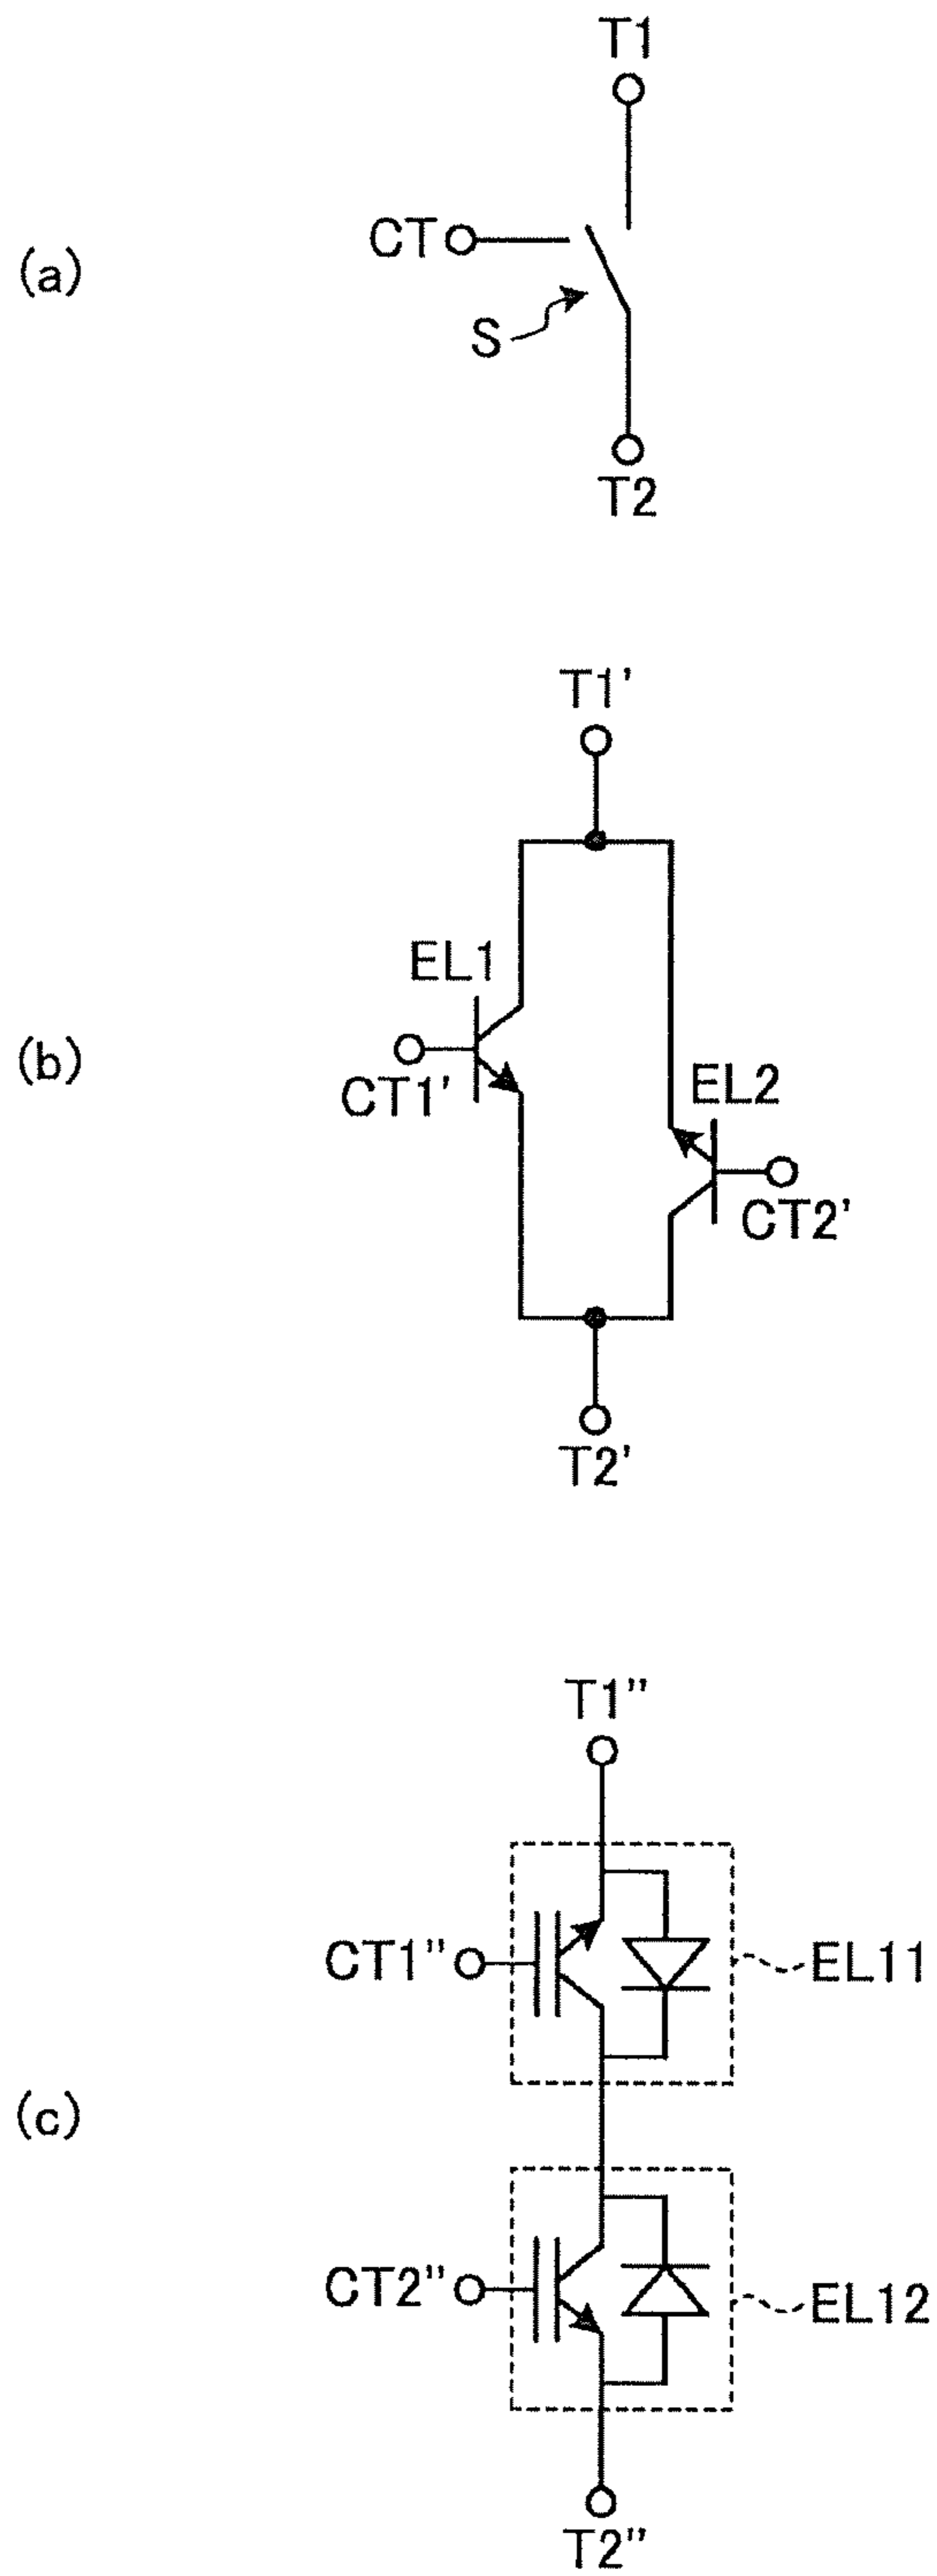 T1
CT
(a)
S
T2
T1'
EL1
(b)
CT1'
EL2
CT2'
T2'
T1"
CT1"
EL11
(c)
CT2"
EL12
T2"